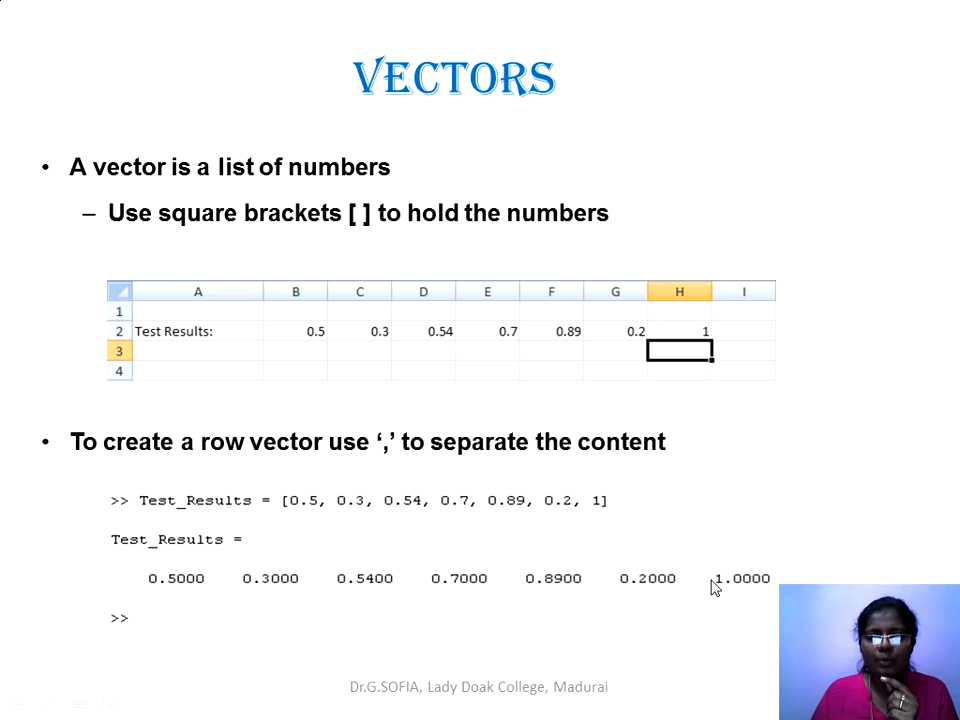 VECTORS
• A vector is a list of numbers
– Use square brackets [ ] to hold the numbers
A B C D E F G H I
1
2 Test Results: 0.5 0.3 0.54 0.7 0.89 0.2 1
3
4
• To create a row vector use ‘,’ to separate the content
>> Test_Results = [0.5, 0.3, 0.54, 0.7, 0.89, 0.2, 1]
Test_Results =
0.5000 0.3000 0.5400 0.7000 0.8900 0.2000 1.0000
>>
Dr.G.SOFIA, Lady Doak College, Madurai